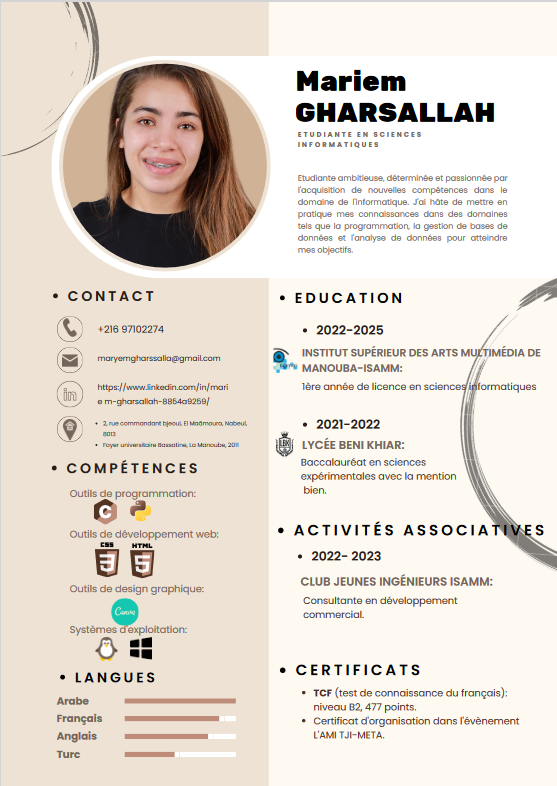 Mariem
GHARSALLAH
ETUDIANTE EN SCIENCES
INFORMATIQUES
Etudiante ambitieuse, déterminée et passionnée par
l'acquisition de nouvelles compétences dans le
domaine de l'informatique. J'ai hâte de mettre en
pratique mes connaissances dans des domaines
tels que la programmation, la gestion de bases de
données et l'analyse de données pour atteindre
mes objectifs.
• CONTACT
+216 97102274
maryemgharssalla@gmail.com
in
https://www.linkedin.com/in/mari
e m-gharsallah-8854a9259/
• 2, rue commandant bjeoui, El Maâmoura, Nabeul,
8013
• Foyer universitaire Bassatine, La Manouba, 2011
• COMPÉTENCES
Outils de programmation:
C
Outils de développement web:
CSS HTML
3 5
Outils de design graphique:
Canva
Systèmes d'exploitation:
• LANGUES
Arabe
Français
Anglais
Turc
• EDUCATION
• 2022-2025
INSTITUT SUPÉRIEUR DES ARTS MULTIMÉDIA DE
MANOUBA-ISAMM:
1ère année de licence en sciences informatiques
• 2021-2022
LYCÉE BENI KHIAR:
Baccalauréat en sciences
expérimentales avec la mention
bien.
• ACTIVITÉS ASSOCIATIVES
• 2022- 2023
CLUB JEUNES INGÉNIEURS ISAMM:
Consultante en développement
commercial.
• CERTIFICATS
• TCF (test de connaissance du français):
niveau B2, 477 points.
• Certificat d'organisation dans l'évènement
L'AMI TJI-META.